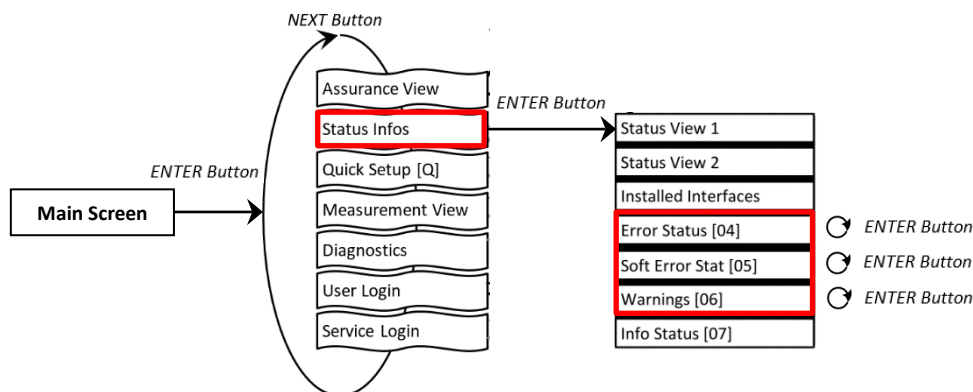 NEXT Button
Assurance View
ENTER Button
Status Infos
Status View 1
Status View 2
ENTER Button
Quick Setup [Q]
Installed Interfaces
Main Screen
Measurement View
Error Status [04]
ENTER Button
Diagnostics
Soft Error Stat [05]
ENTER Button
User Login
Warnings [06]
ENTER Button
Service Login
Info Status [07]